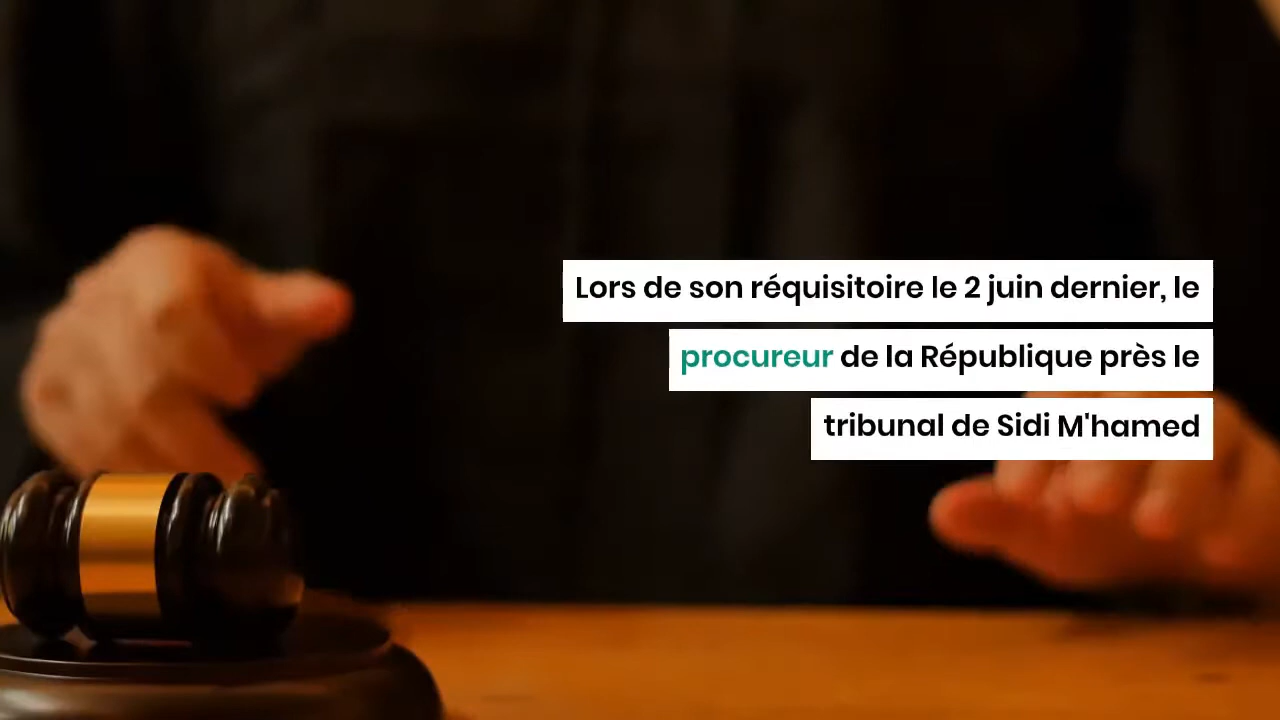 Lors de son réquisitoire le 2 juin dernier, le
procureur de la République près le
tribunal de Sidi M'hamed